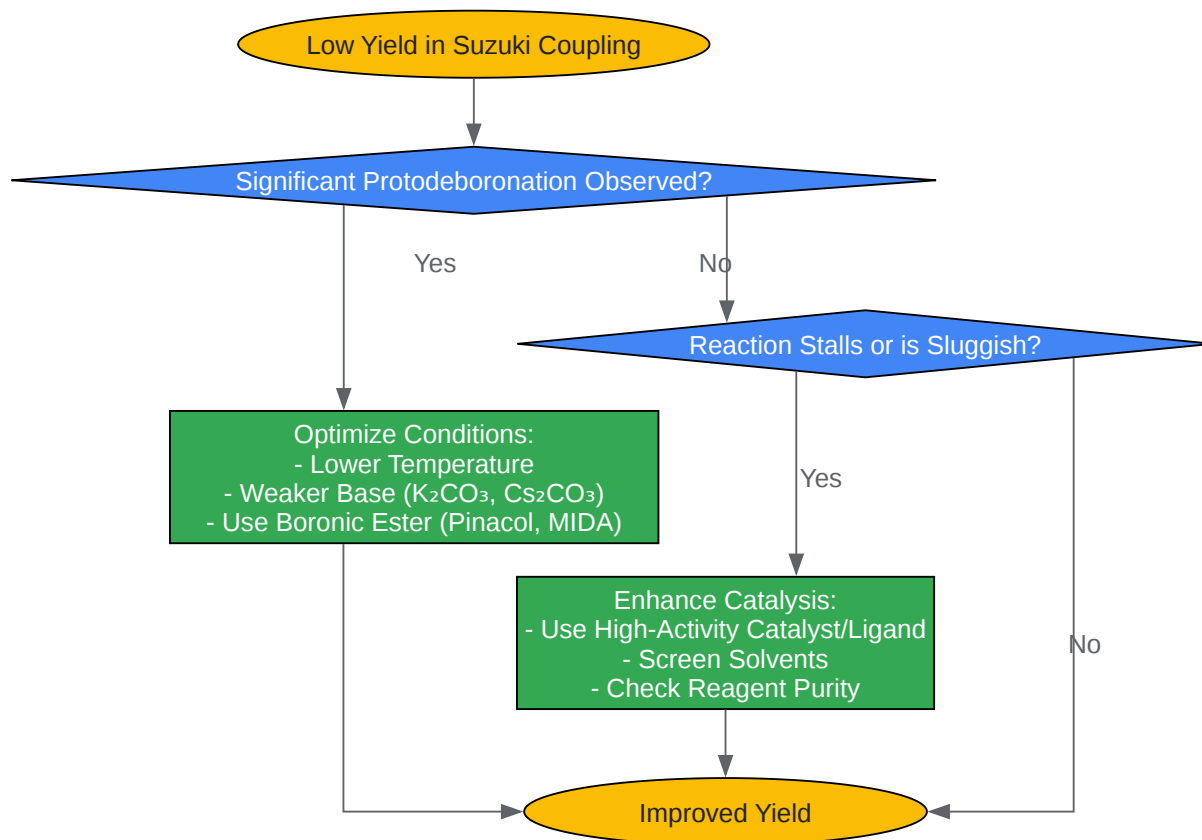 Low Yield in Suzuki Coupling
Significant Protodeboronation Observed?
Yes
No
Reaction Stalls or is Sluggish?
Optimize Conditions:
- Lower Temperature
- Weaker Base (K₂CO₃, Cs₂CO₃)
- Use Boronic Ester (Pinacol, MIDA)
Yes
Enhance Catalysis:
- Use High-Activity Catalyst/Ligand
- Screen Solvents
- Check Reagent Purity
No
Improved Yield